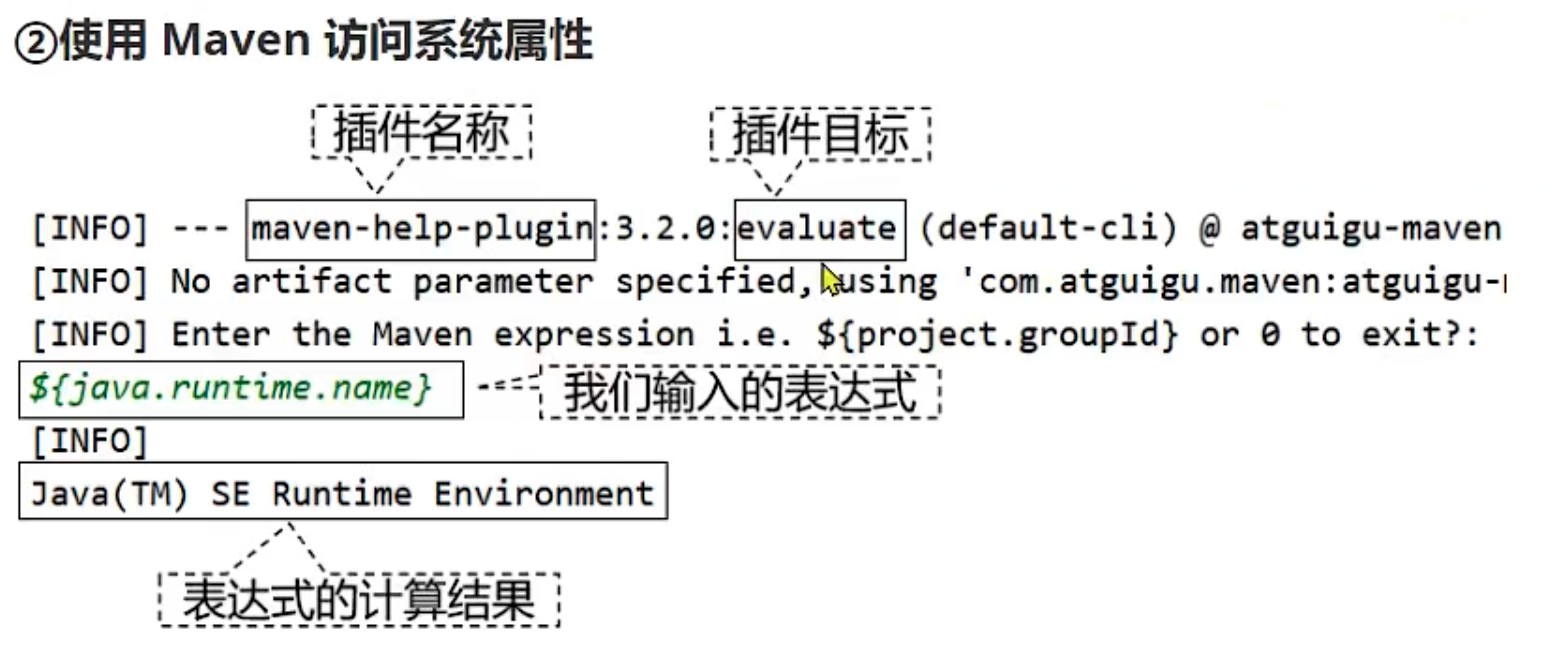 ②使用 Maven 访问系统属性
插件名称 插件目标
[INFO] --- maven-help-plugin:3.2.0:evaluate (default-cli) @ atguigu-maven
[INFO] No artifact parameter specified, using 'com.atguigu.maven:atguigu-
[INFO] Enter the Maven expression i.e. ${project.groupId} or 0 to exit?:
${java.runtime.name} 我们输入的表达式
[INFO]
Java(TM) SE Runtime Environment
表达式的计算结果